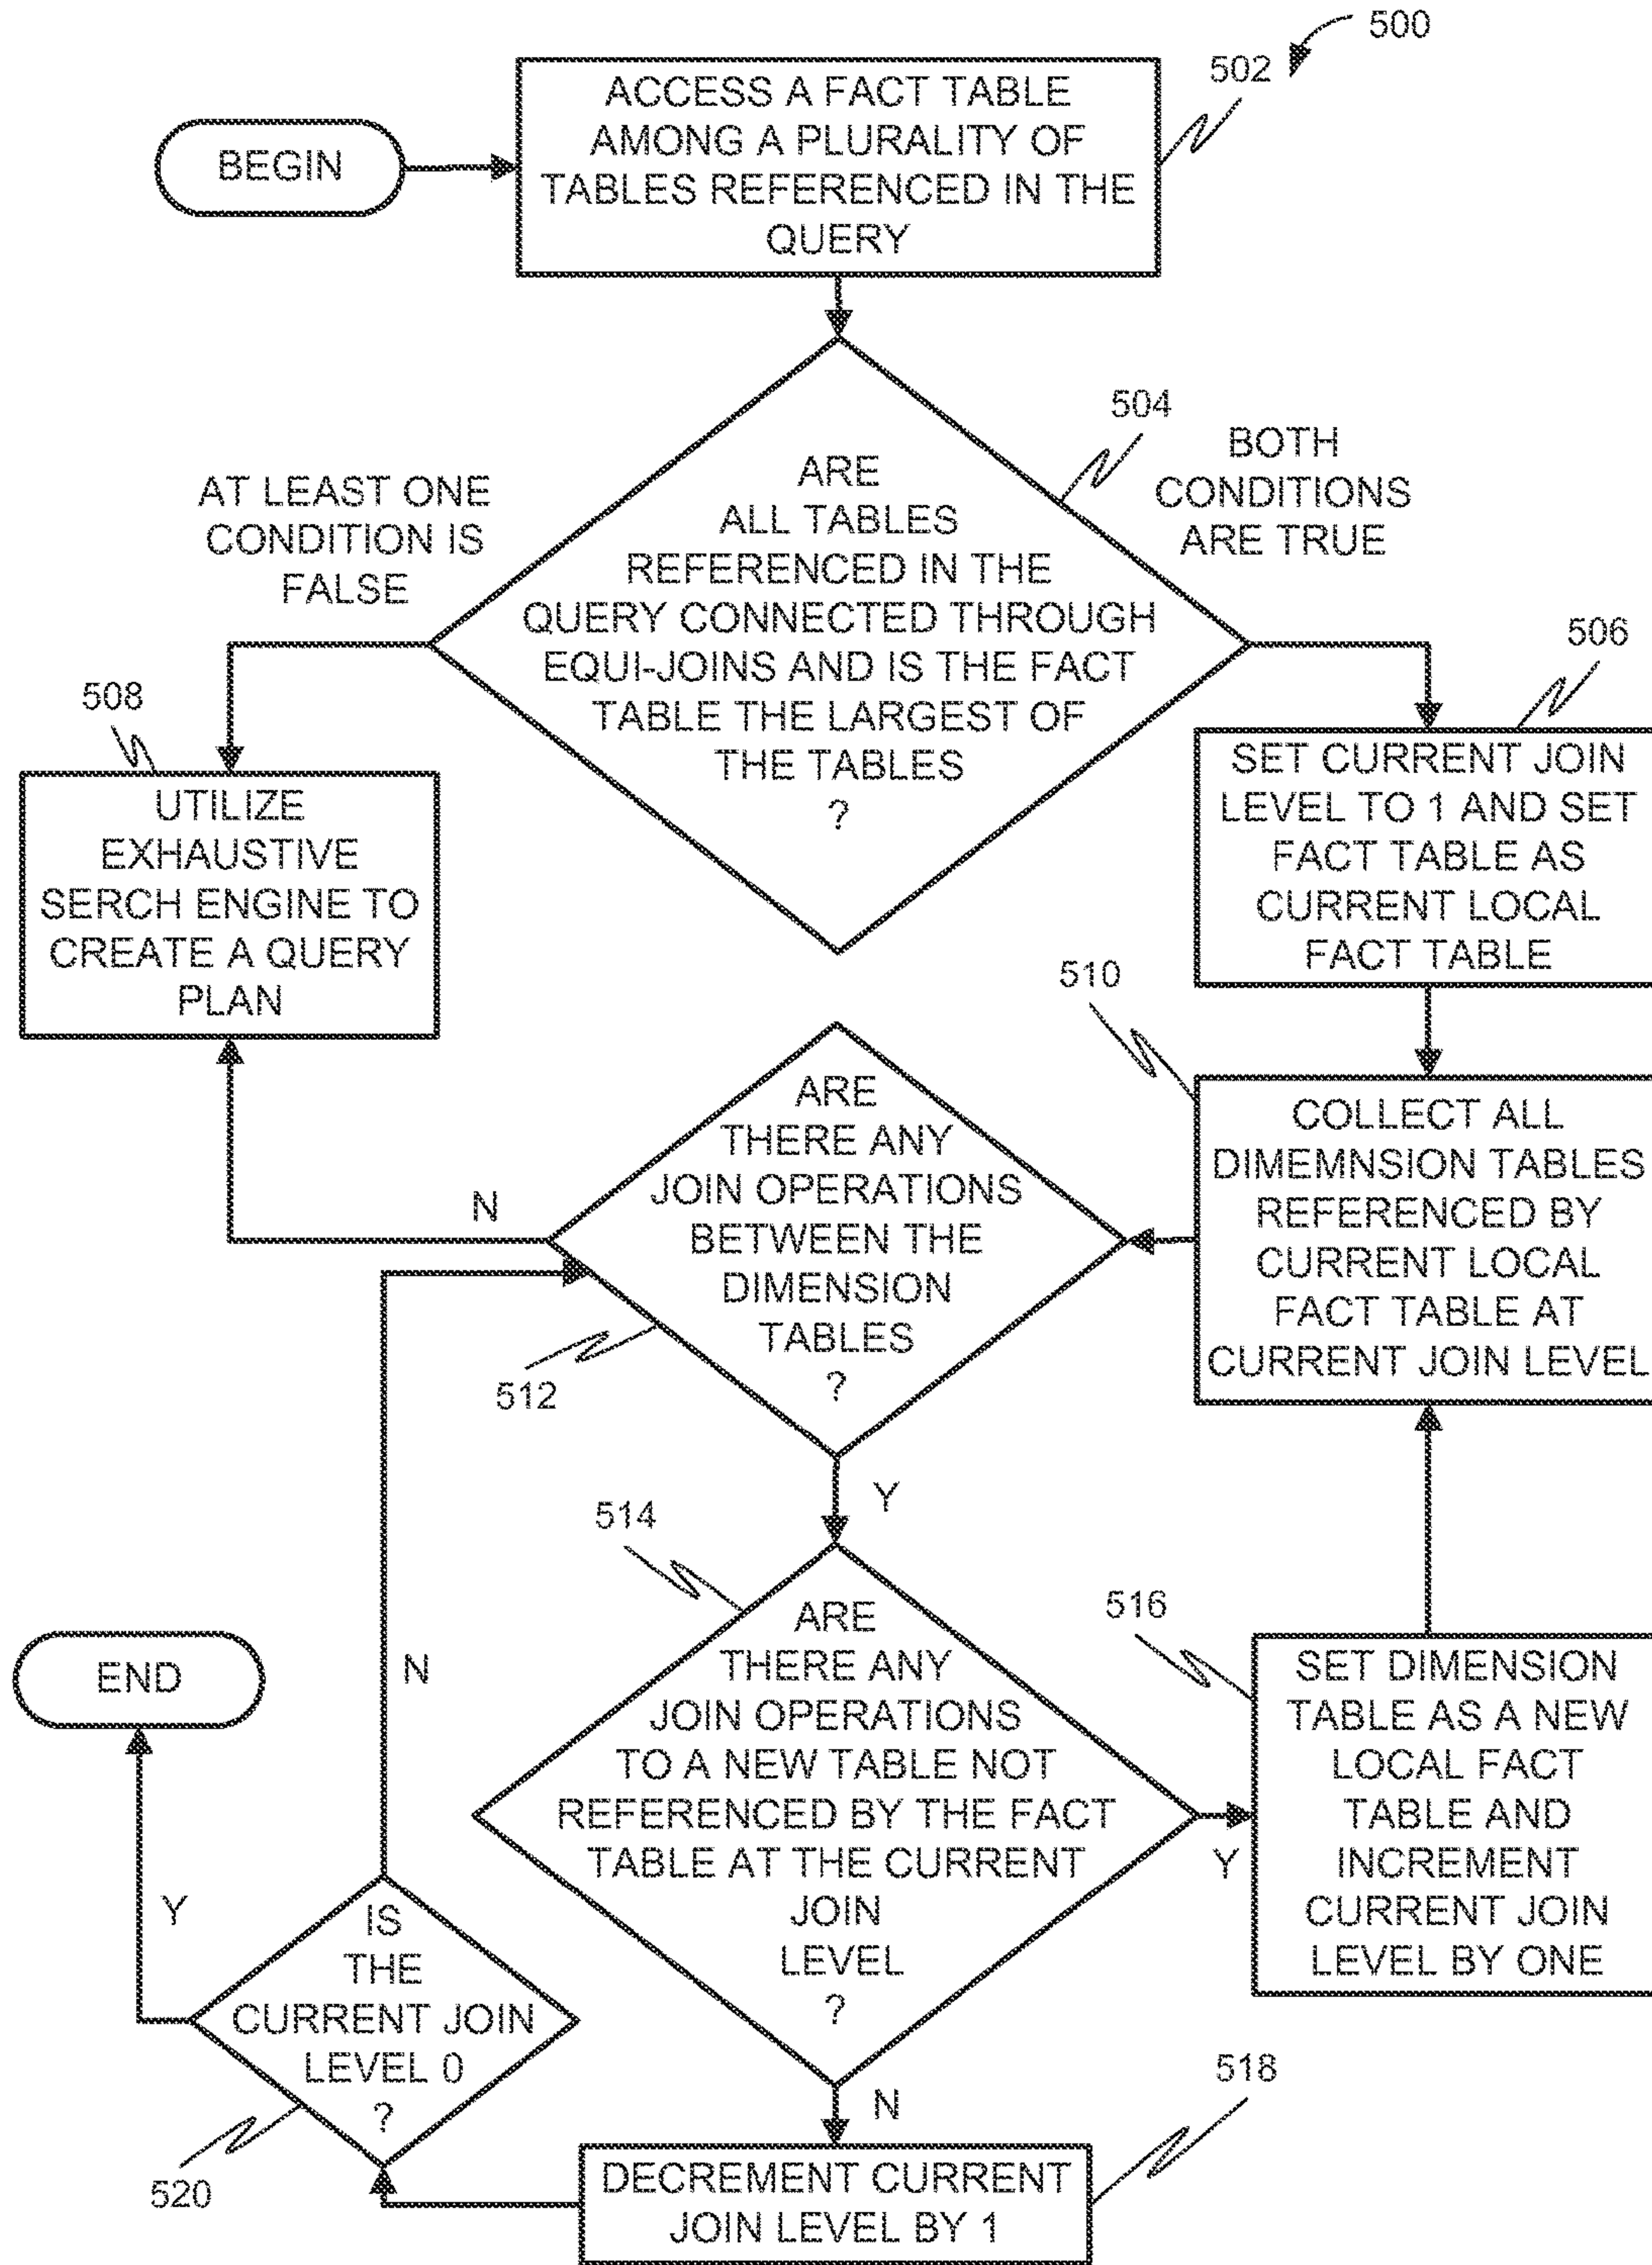 500
502
BEGIN
ACCESS A FACT TABLE
AMONG A PLURALITY OF
TABLES REFERENCED IN THE
QUERY
504
AT LEAST ONE
CONDITION IS
FALSE
BOTH
CONDITIONS
ARE TRUE
ARE
ALL TABLES
REFERENCED IN THE
QUERY CONNECTED THROUGH
EQUI-JOINS AND IS THE FACT
TABLE THE LARGEST OF
THE TABLES
?
506
SET CURRENT JOIN
LEVEL TO 1 AND SET
FACT TABLE AS
CURRENT LOCAL
FACT TABLE
508
UTILIZE
EXHAUSTIVE
SERCH ENGINE TO
CREATE A QUERY
PLAN
510
COLLECT ALL
DIMEMNSION TABLES
REFERENCED BY
CURRENT LOCAL
FACT TABLE AT
CURRENT JOIN LEVEL
ARE
THERE ANY
JOIN OPERATIONS
BETWEEN THE
DIMENSION
TABLES
?
N
512
Y
514
ARE
THERE ANY
JOIN OPERATIONS
TO A NEW TABLE NOT
REFERENCED BY THE FACT
TABLE AT THE CURRENT
JOIN
LEVEL
?
Y
516
SET DIMENSION
TABLE AS A NEW
LOCAL FACT
TABLE AND
INCREMENT
CURRENT JOIN
LEVEL BY ONE
END
N
Y
IS
THE
CURRENT JOIN
LEVEL 0
?
520
N
518
DECREMENT CURRENT
JOIN LEVEL BY 1